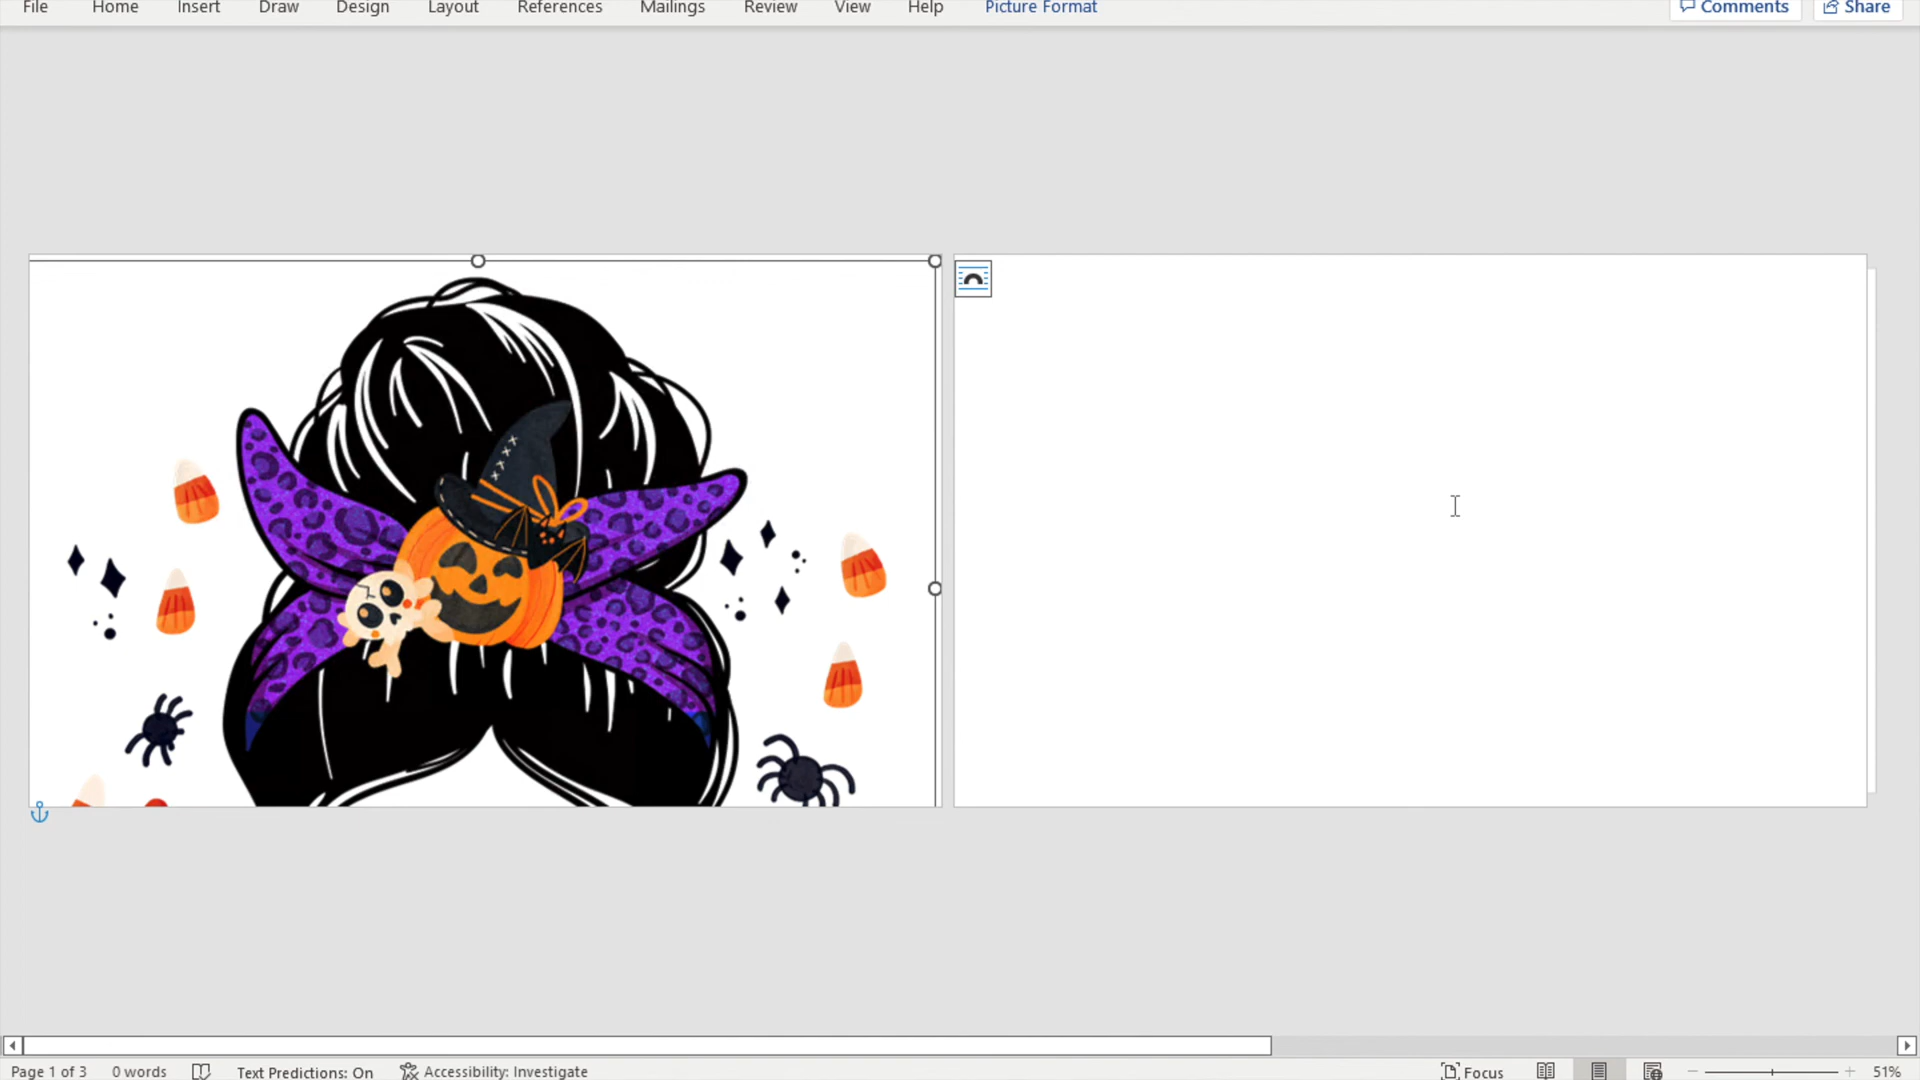 File Home Insert Draw Design Layout References Mailings Review View Help Picture Format Comments Share
Page 1 of 3 0 words Text Predictions: On Accessibility: Investigate Focus 51%